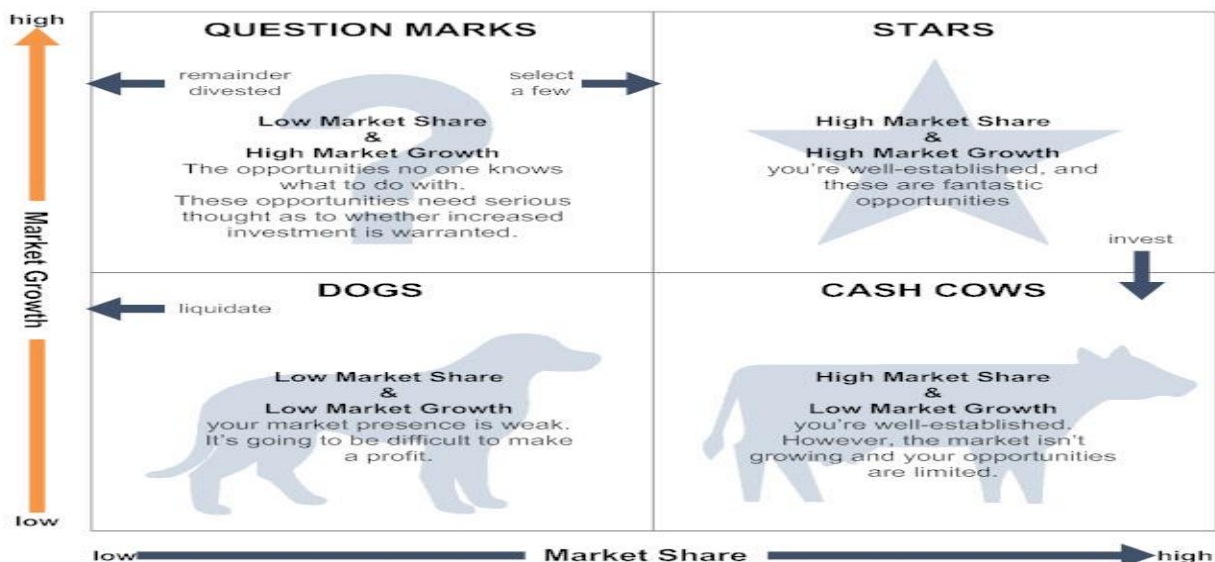 high
QUESTION MARKS
remainder
divested
select
a few
Low Market Share
&
High Market Growth
The opportunities no one knows
what to do with.
These opportunities need serious
thought as to whether increased
investment is warranted.
STARS
High Market Share
&
High Market Growth
you're well-established, and
these are fantastic
opportunities
invest
Market Growth
DOGS
liquidate
Low Market Share
&
Low Market Growth
your market presence is weak.
It's going to be difficult to make
a profit.
CASH COWS
High Market Share
&
Low Market Growth
you're well-established.
However, the market isn't
growing and your opportunities
are limited.
low
low
Market Share
high